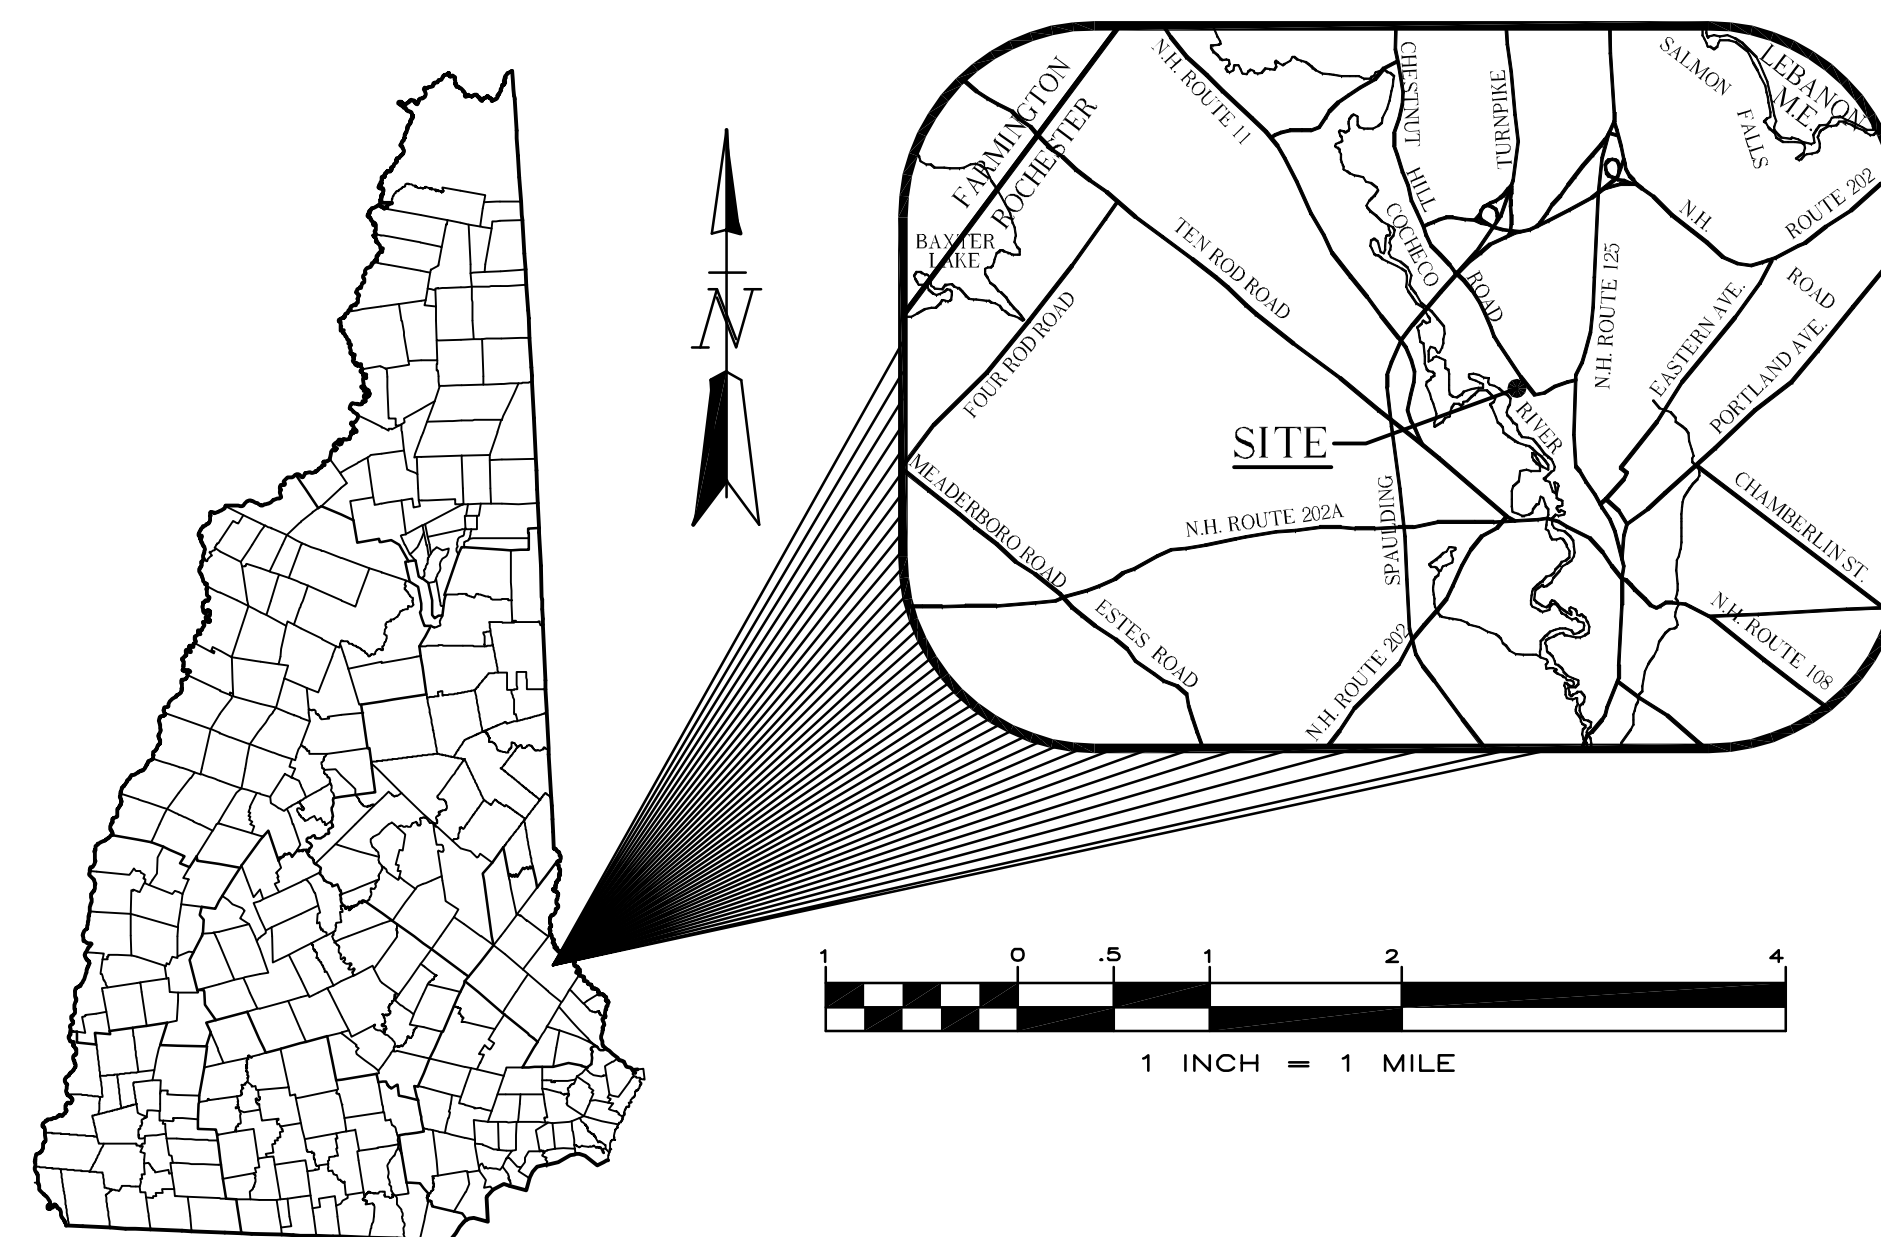 FARMINGTON
ROCHESTER
BAXTER
LAKE
N.H. ROUTE 11
CHESTNUT
HILL
ROAD
TURNPIKE
SALMON
FALLS
LEBANON
M.E.
ROUTE 202
N.H.
COCHECO
RIVER
TEN ROD ROAD
FOUR ROD ROAD
N.H. ROUTE 125
EASTERN AVE.
ROAD
PORTLAND AVE.
SITE
MEADERBORO ROAD
N.H. ROUTE 202A
SPAULDING
CHAMBERLIN ST.
ESTES ROAD
N.H. ROUTE 202
N.H. ROUTE 108
N
1 0 .5 1 2 4
1 INCH = 1 MILE